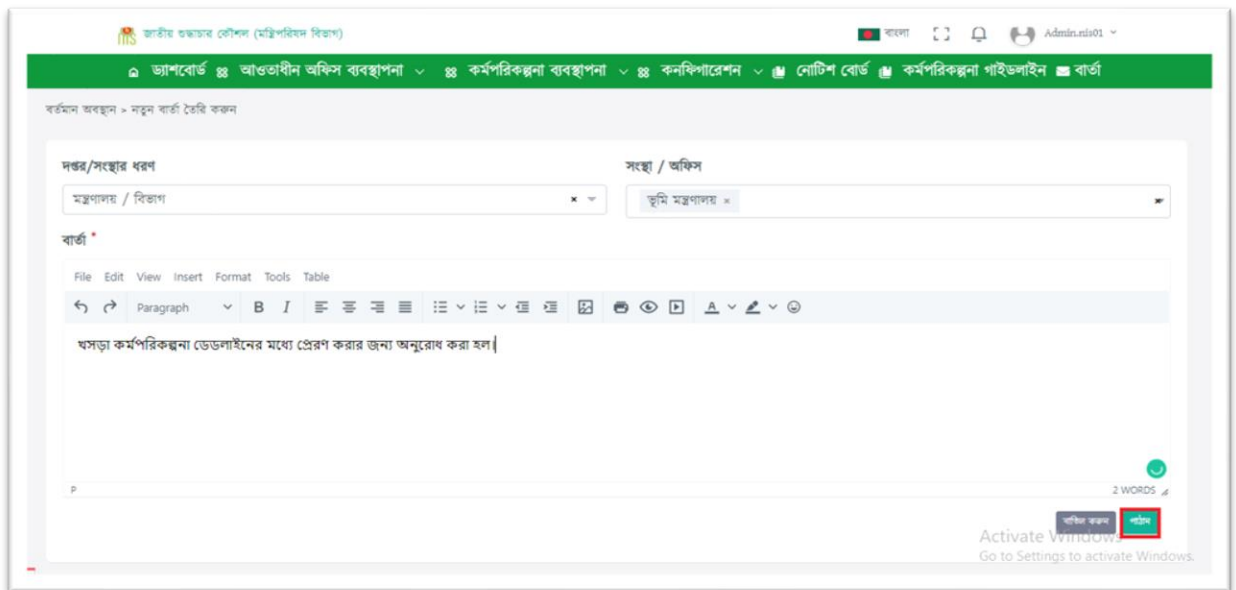 জাতীয় শুদ্ধাচার কৌশল (মন্ত্রিপরিষদ বিভাগ) বাংলা Admin.nis01
ড্যাশবোর্ড আওতাধীন অফিস ব্যবস্থাপনা কর্মপরিকল্পনা ব্যবস্থাপনা কনফিগারেশন নোটিশ বোর্ড কর্মপরিকল্পনা গাইডলাইন বার্তা
বর্তমান অবস্থান > নতুন বার্তা তৈরি করুন
দপ্তর/সংস্থার ধরণ সংস্থা / অফিস
মন্ত্রণালয় / বিভাগ × ভূমি মন্ত্রণালয় ×
বার্তা *
File Edit View Insert Format Tools Table
Paragraph B I A
খসড়া কর্মপরিকল্পনা ডেডলাইনের মধ্যে প্রেরণ করার জন্য অনুরোধ করা হল।
P 2 WORDS
বাতিল করুন পাঠান
Activate Windows
Go to Settings to activate Windows.